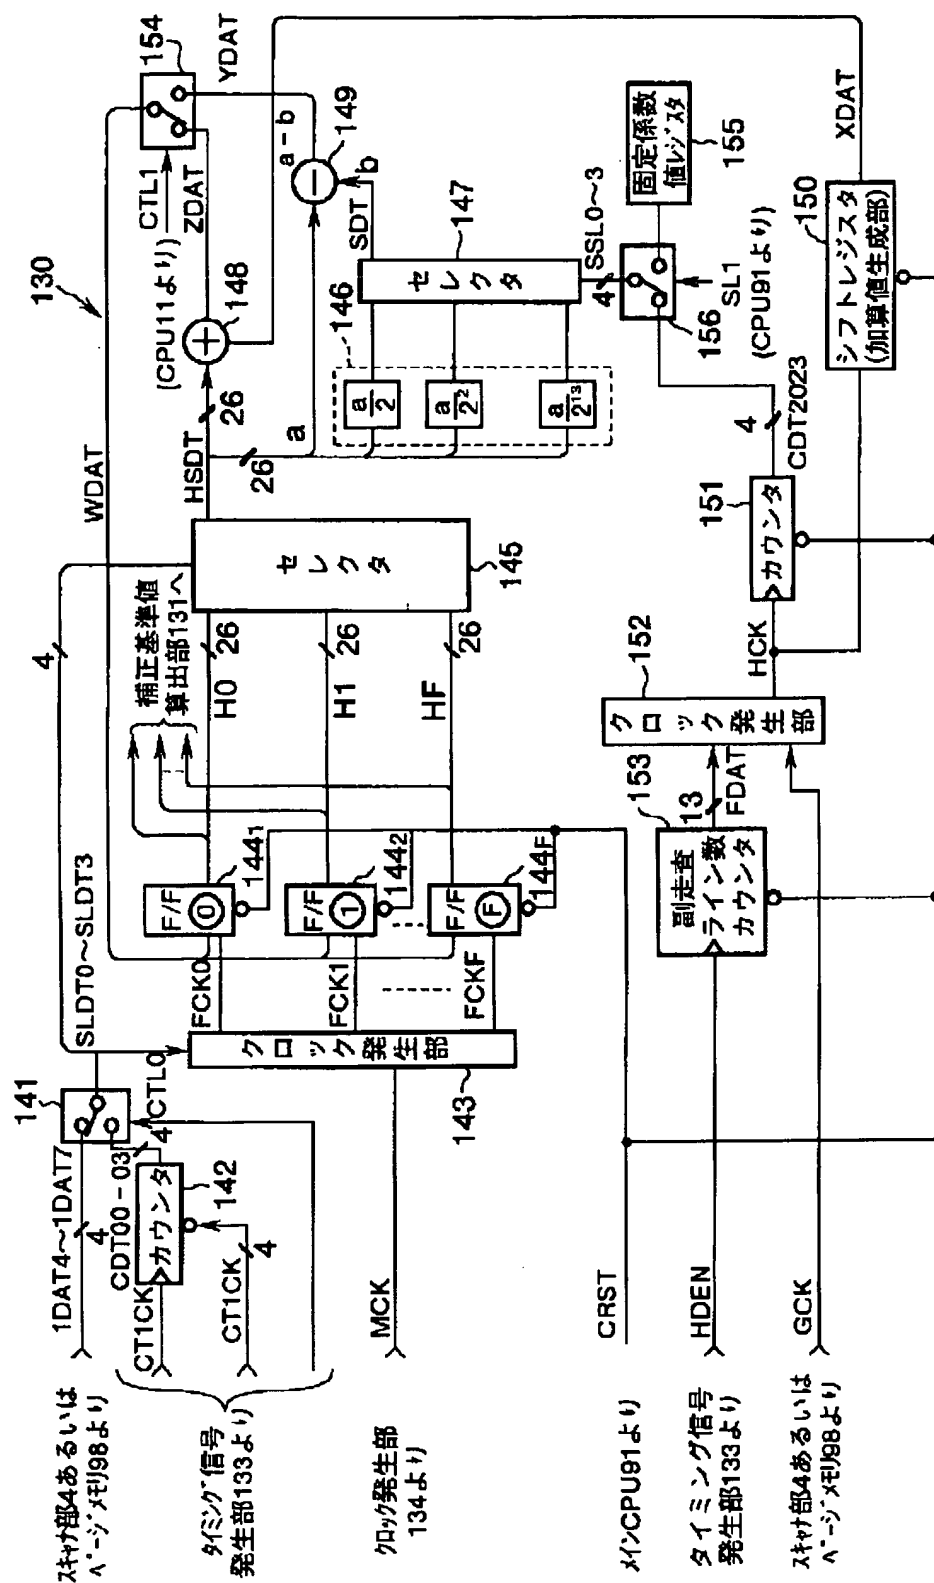 130
154
CTL1
(CPU11より)
ZDAT
YDAT
WDAT
148
+
149
−
a－b
a
b
HSDT
26
26
SDT
146
a/2
a/2²
a/2¹³
147
セレクタ
SSL0〜3
4
固定係数
値レジスタ
155
156
SL1
(CPU91より)
XDAT
150
シフトレジスタ
(加算値生成部)
4
CDT2023
151
カウンタ
HCK
152
クロック発生部
セレクタ
145
4
補正基準値
算出部131へ
26
H0
26
H1
26
HF
SLDT0〜SLDT3
F/F
0
144₁
F/F
1
144₂
F/F
F
144F
FCK0
FCK1
FCKF
クロック発生部
143
141
CTL0
4
1DAT4〜1DAT7
4
CDT00－03
カウンタ
142
CT1CK
CT1CK
4
MCK
13
FDAT
153
副走査
ライン数
カウンタ
CRST
HDEN
GCK
スキャナ部4あるいは
ページメモリ98より
タイミング信号
発生部133より
クロック発生部
134より
メインCPU91より
タイミング信号
発生部133より
スキャナ部4あるいは
ページメモリ98より